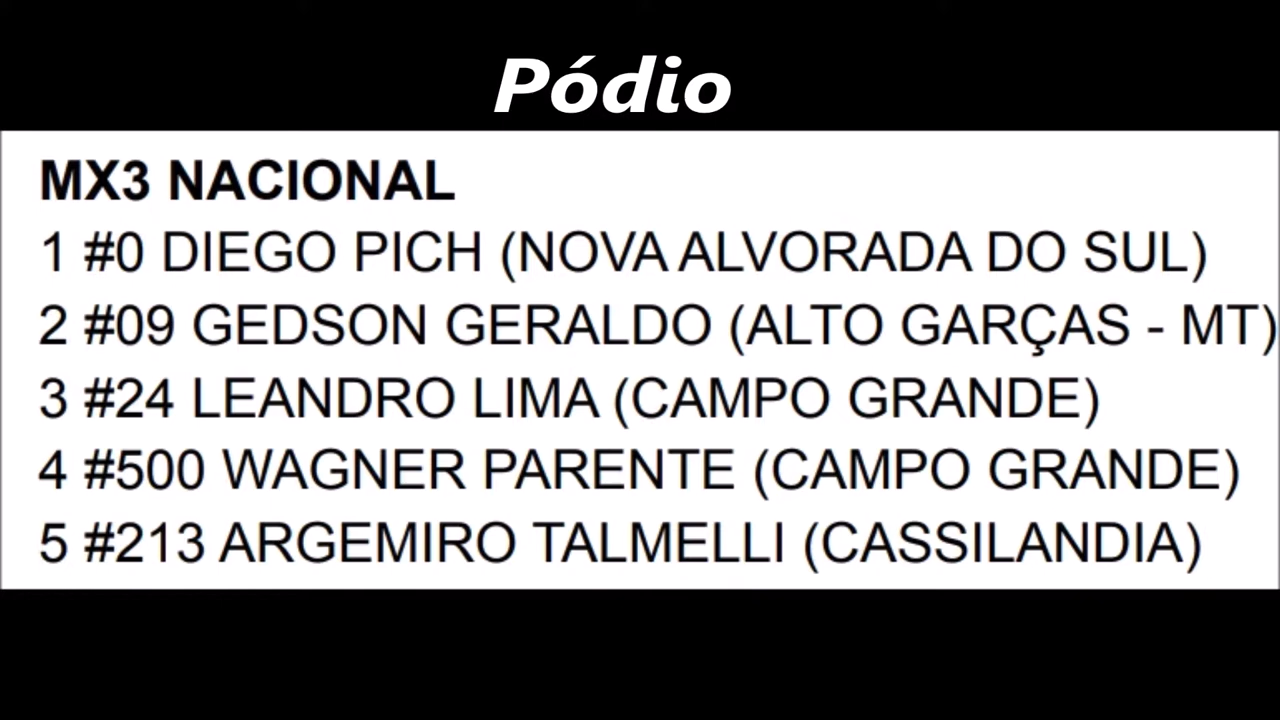 Pódio
MX3 NACIONAL
1 #0 DIEGO PICH (NOVA ALVORADA DO SUL)
2 #09 GEDSON GERALDO (ALTO GARÇAS - MT)
3 #24 LEANDRO LIMA (CAMPO GRANDE)
4 #500 WAGNER PARENTE (CAMPO GRANDE)
5 #213 ARGEMIRO TALMELLI (CASSILANDIA)